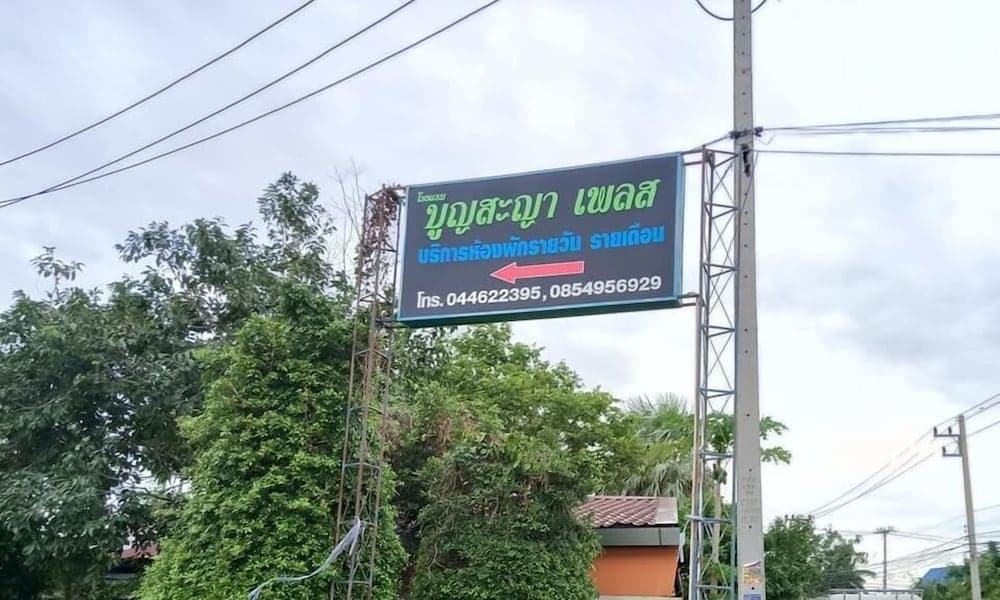 โรงแรม
บูญสะญา เพลส
บริการห้องพักรายวัน รายเดือน
โทร. 044622395, 0854956929